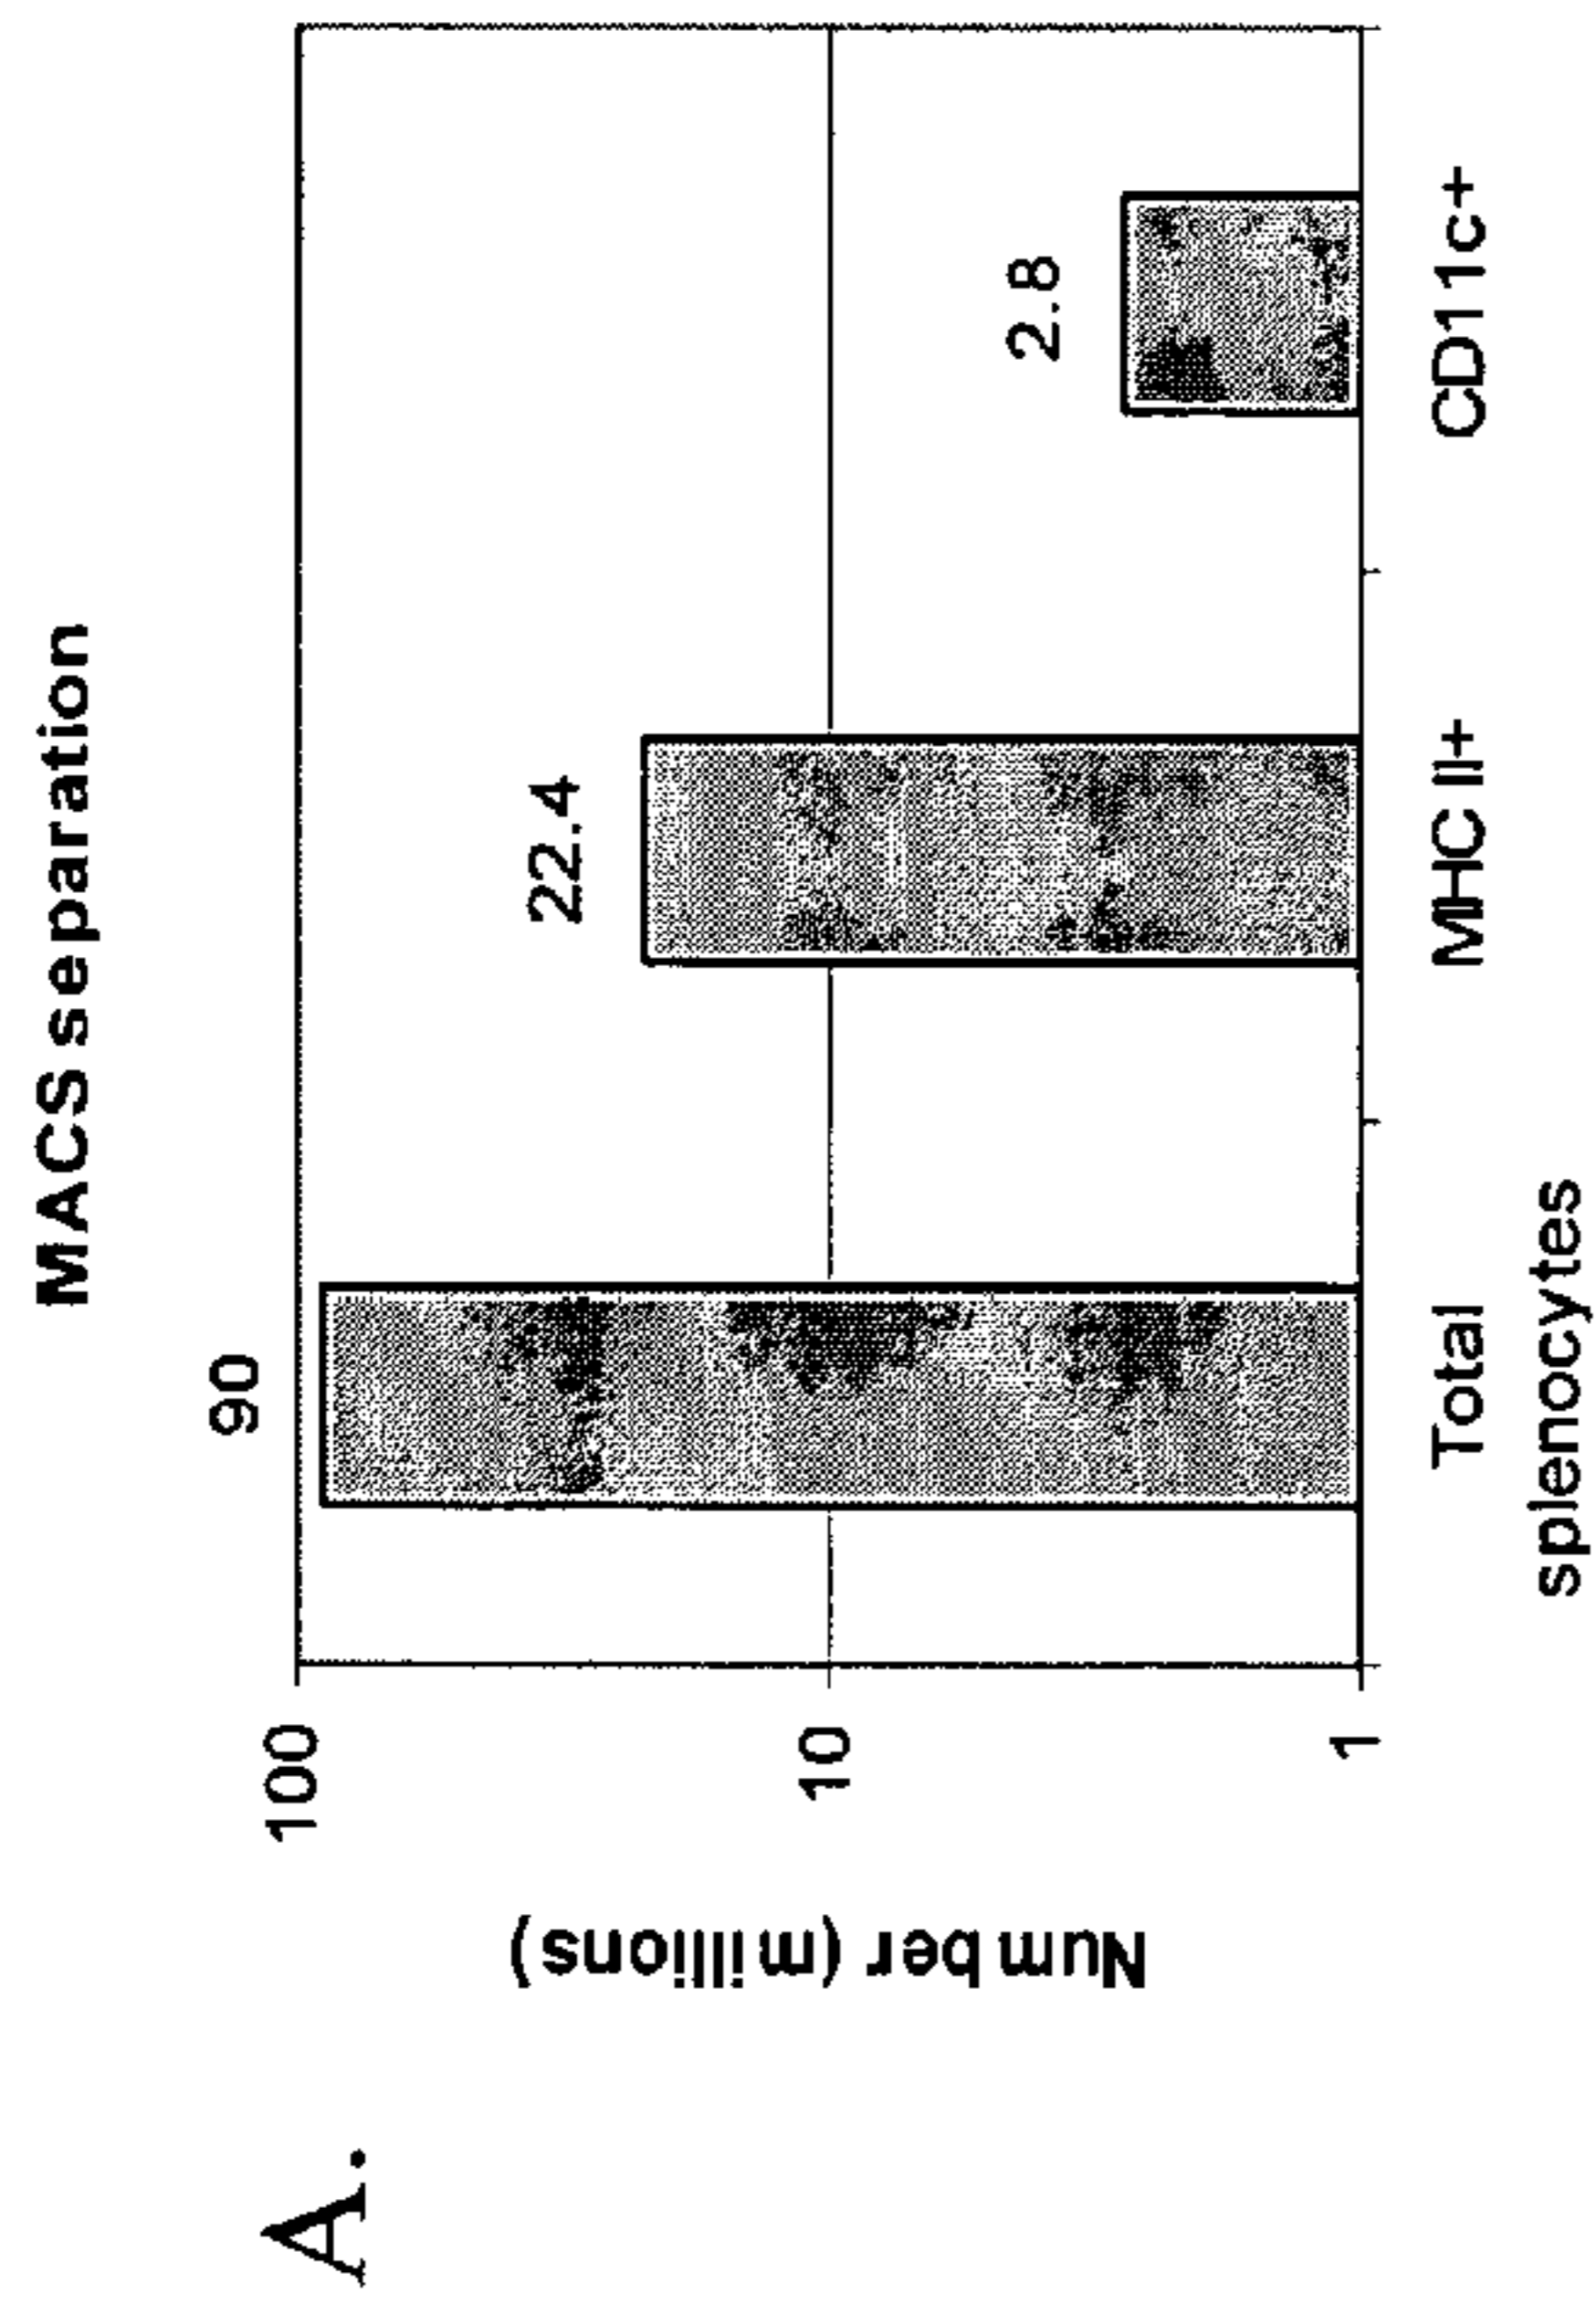 A.
MACS separation
Number (millions)
100
10
1
90
22.4
2.8
Total
splenocytes
MHC II+
CD11c+